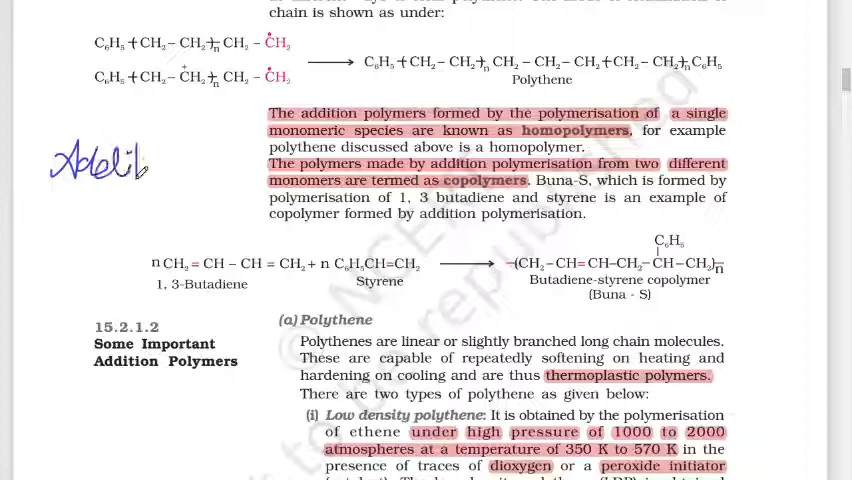 chain is shown as under:
C₆H₅ +CH₂ – CH₂+ₙ CH₂ – ĊH₂
C₆H₅ +CH₂ – CH₂+ₙ CH₂ – ĊH₂
C₆H₅ +CH₂ – CH₂+ₙ CH₂ – CH₂ – CH₂+CH₂ – CH₂+ₙ C₆H₅
Polythene
The addition polymers formed by the polymerisation of a single
monomeric species are known as homopolymers, for example
polythene discussed above is a homopolymer.
The polymers made by addition polymerisation from two different
monomers are termed as copolymers. Buna-S, which is formed by
polymerisation of 1, 3 butadiene and styrene is an example of
copolymer formed by addition polymerisation.
C₆H₅
n CH₂ = CH – CH = CH₂ + n C₆H₅CH=CH₂ ⟶ –(CH₂ – CH=CH–CH₂–CH–CH₂)–n
1, 3-Butadiene Styrene Butadiene-styrene copolymer
(Buna - S)
15.2.1.2
Some Important
Addition Polymers
(a) Polythene
Polythenes are linear or slightly branched long chain molecules.
These are capable of repeatedly softening on heating and
hardening on cooling and are thus thermoplastic polymers.
There are two types of polythene as given below:
(i) Low density polythene: It is obtained by the polymerisation
of ethene under high pressure of 1000 to 2000
atmospheres at a temperature of 350 K to 570 K in the
presence of traces of dioxygen or a peroxide initiator